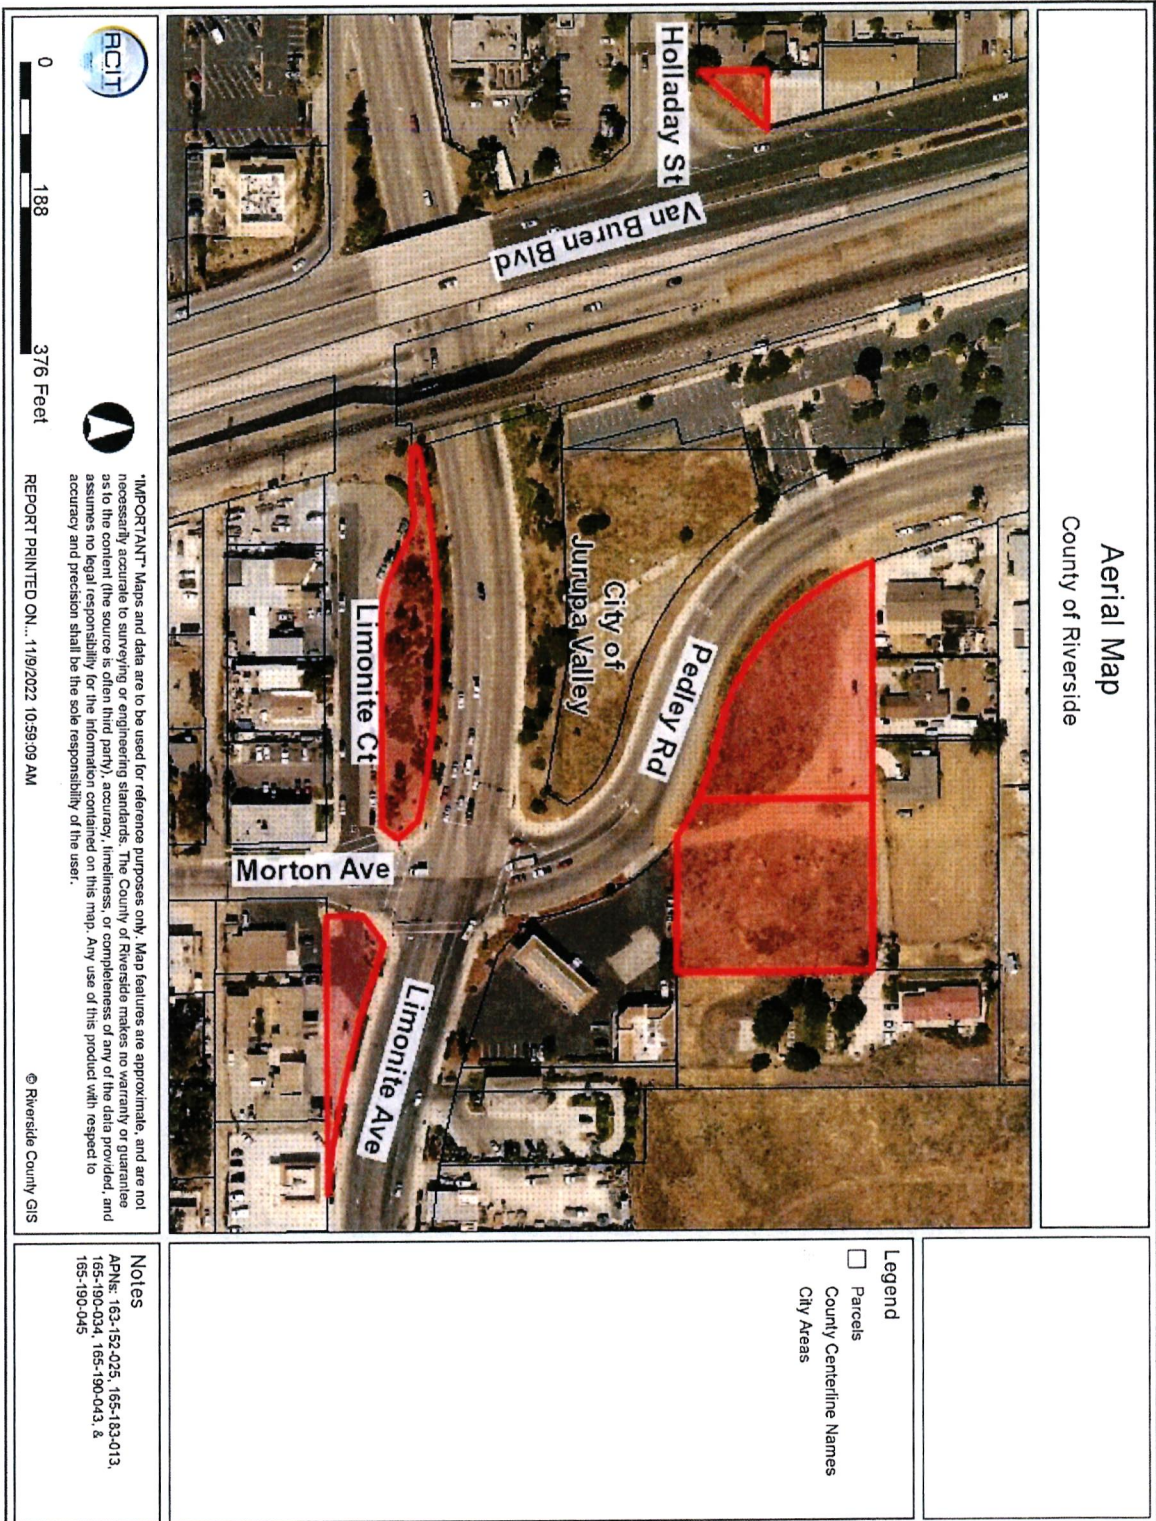 Aerial Map
County of Riverside
Holladay St
Van Buren Blvd
City of
Jurupa Valley
Pedley Rd
Limonite Ct
Morton Ave
Limonite Ave
Legend
Parcels
County Centerline Names
City Areas
RCIT
0 188 376 Feet
*IMPORTANT* Maps and data are to be used for reference purposes only. Map features are approximate, and are not
necessarily accurate to surveying or engineering standards. The County of Riverside makes no warranty or guarantee
as to the content (the source is often third party), accuracy, timeliness, or completeness of any of the data provided, and
assumes no legal responsibility for the information contained on this map. Any use of this product with respect to
accuracy and precision shall be the sole responsibility of the user.
REPORT PRINTED ON... 11/9/2022 10:59:09 AM
© Riverside County GIS
Notes
APNs: 163-152-025, 165-183-013,
165-190-034, 165-190-043, &
165-190-045